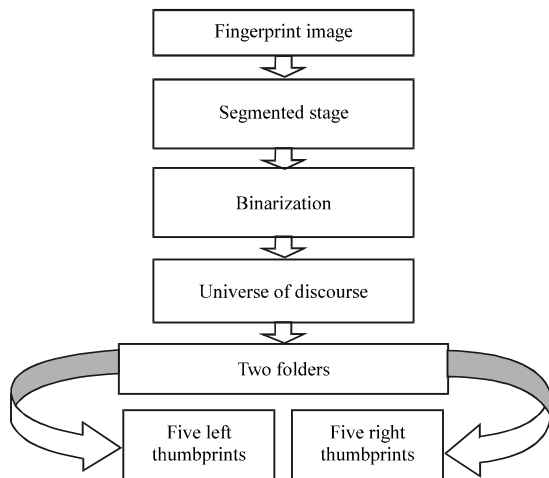 Fingerprint image
Segmented stage
Binarization
Universe of discourse
Two folders
Five left
thumbprints
Five right
thumbprints